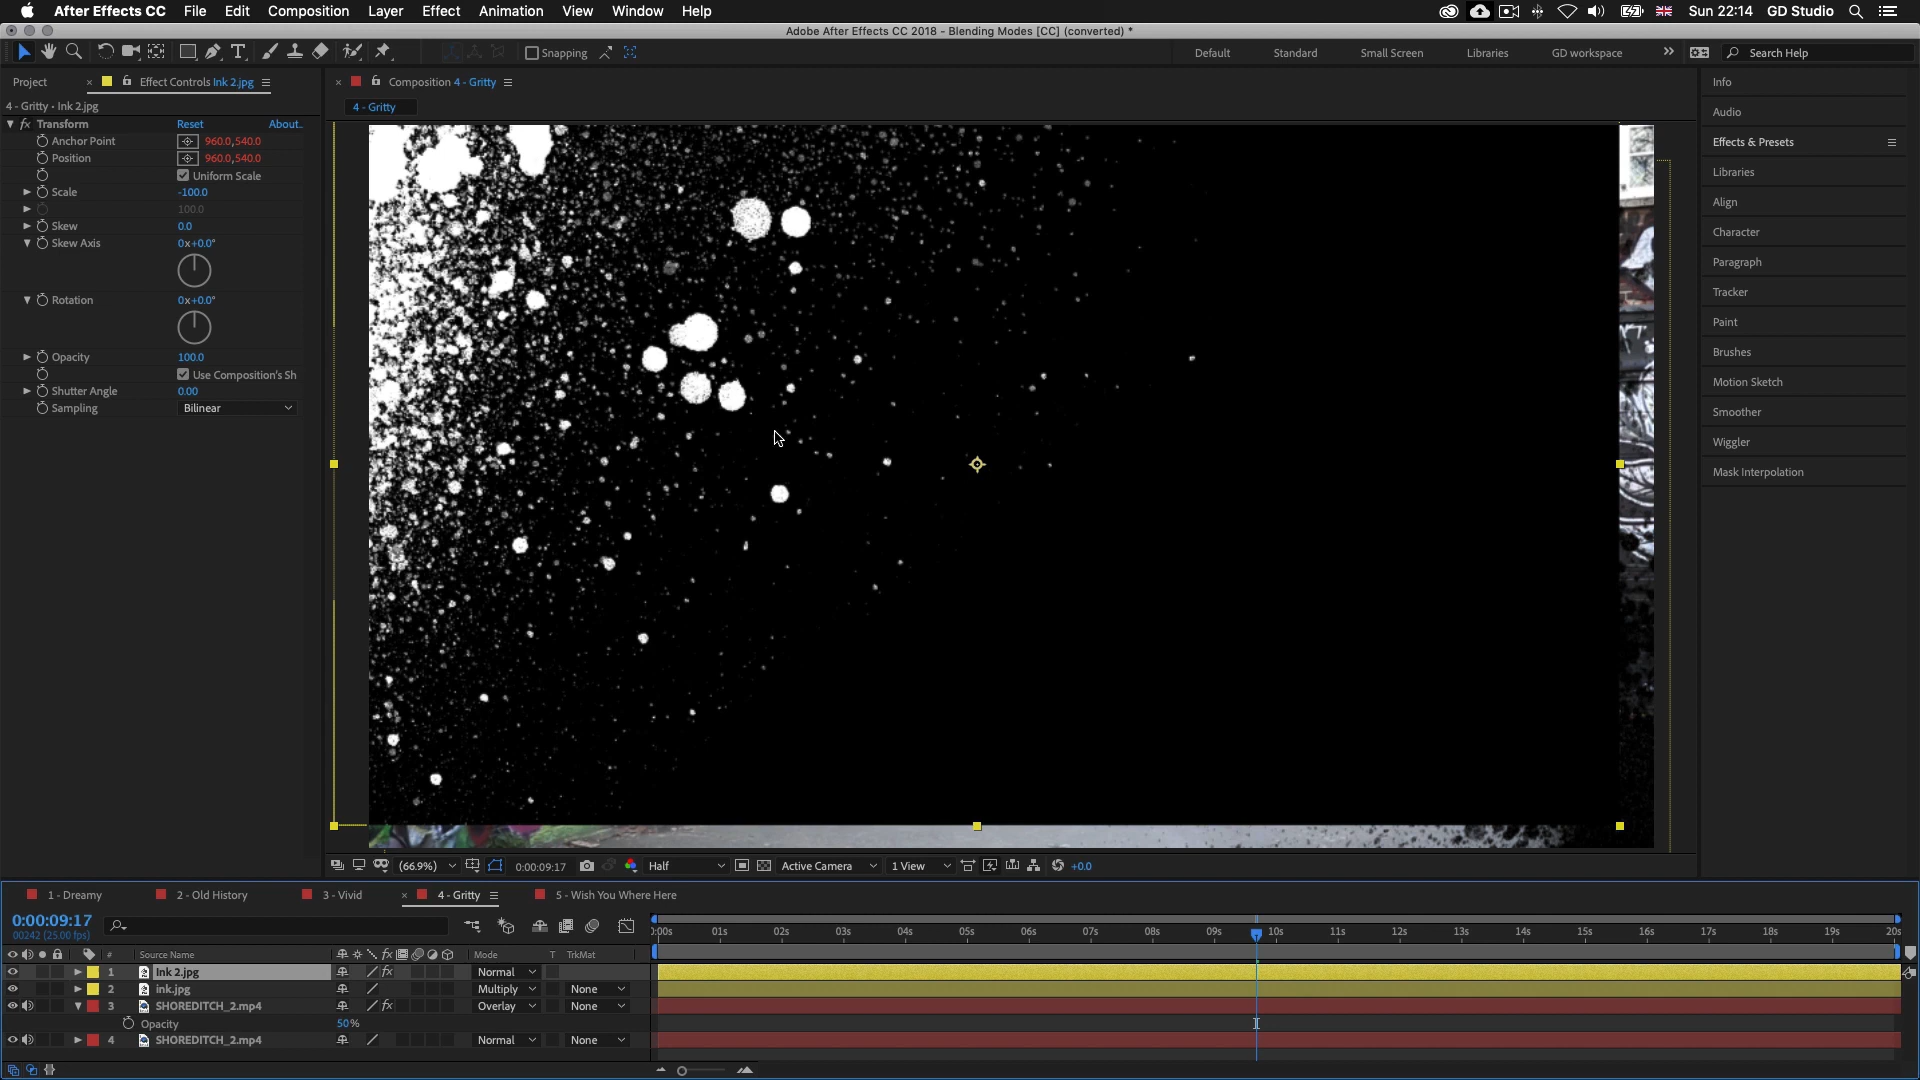 After Effects CC File Edit Composition Layer Effect Animation View Window Help Sun 22:14 GD Studio
Adobe After Effects CC 2018 - Blending Modes [CC] (converted) *
Snapping Default Standard Small Screen Libraries GD workspace Search Help
Project Effect Controls Ink 2.jpg Composition 4 - Gritty Info
4 - Gritty • Ink 2.jpg 4 - Gritty
Transform Reset About..
Anchor Point 960.0,540.0
Position 960.0,540.0
Uniform Scale
Scale -100.0
100.0
Skew 0.0
Skew Axis 0x+0.0°
Rotation 0x+0.0°
Opacity 100.0
Use Composition's Sh
Shutter Angle 0.00
Sampling Bilinear
Audio
Effects & Presets
Libraries
Align
Character
Paragraph
Tracker
Paint
Brushes
Motion Sketch
Smoother
Wiggler
Mask Interpolation
(66.9%) 0:00:09:17 Half Active Camera 1 View +0.0
1 - Dreamy 2 - Old History 3 - Vivid 4 - Gritty 5 - Wish You Where Here
0:00:09:17
00242 (25.00 fps)
):00s 01s 02s 03s 04s 05s 06s 07s 08s 09s 10s 11s 12s 13s 14s 15s 16s 17s 18s 19s 20s
# Source Name Mode T TrkMat
1 Ink 2.jpg Normal
2 ink.jpg Multiply None
3 SHOREDITCH_2.mp4 Overlay None
Opacity 50%
4 SHOREDITCH_2.mp4 Normal None